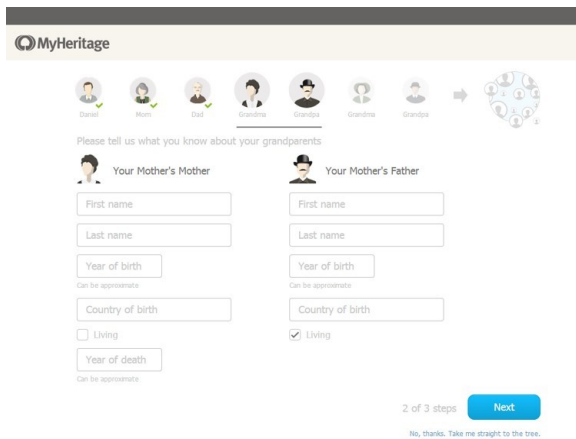 MyHeritage
Daniel Mom Dad Grandma Grandpa Grandma Grandpa
Please tell us what you know about your grandparents
Your Mother's Mother Your Mother's Father
First name First name
Last name Last name
Year of birth Year of birth
Can be approximate Can be approximate
Country of birth Country of birth
Living Living
Year of death
Can be approximate
2 of 3 steps Next
No, thanks. Take me straight to the tree.